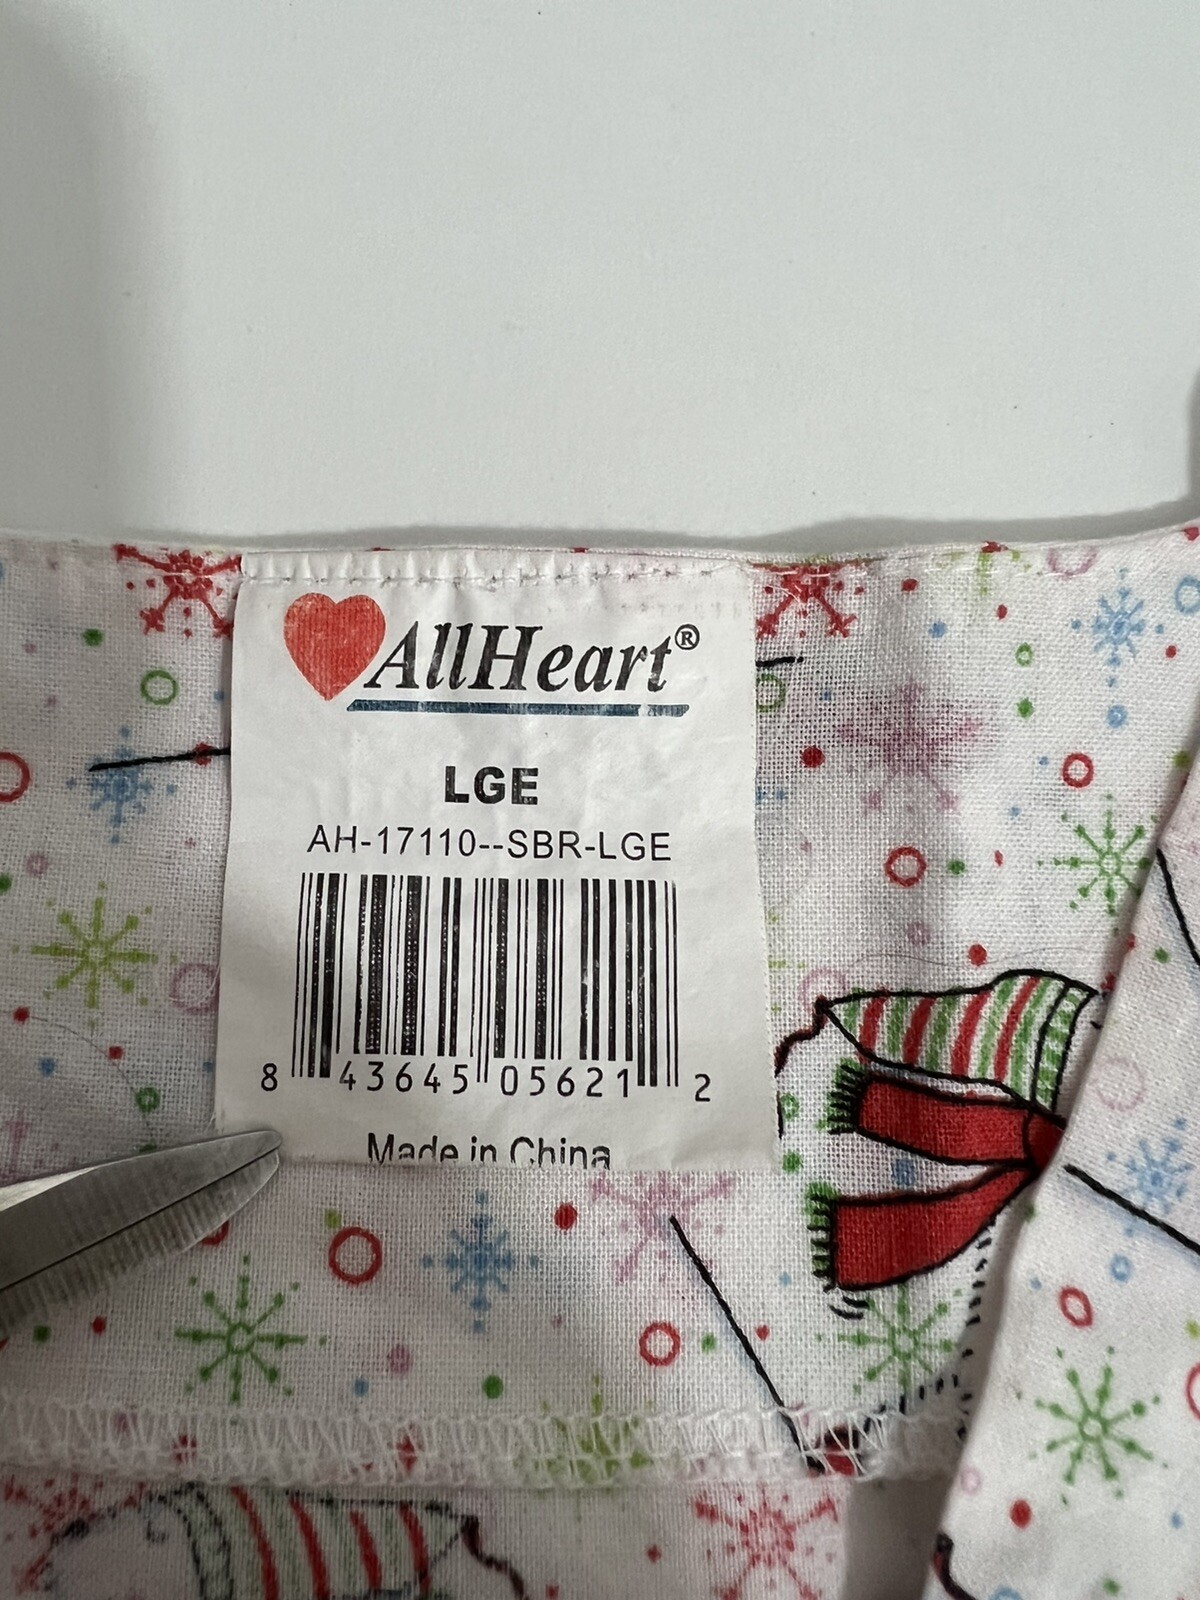 AllHeart®
LGE
AH-17110--SBR-LGE
8 43645 05621 2
Made in China